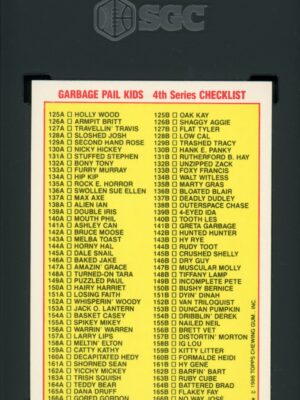 SGC
GARBAGE PAIL KIDS 4th Series CHECKLIST
125A HOLLY WOOD
126A ARMPIT BRITT
127A TRAVELLIN' TRAVIS
128A SLOSHED JOSH
129A SECOND HAND ROSE
130A NICKY HICKEY
131A STUFFED STEPHEN
132A BONY TONY
133A FURRY MURRAY
134A HIP KIP
135A ROCK E. HORROR
136A SWOLLEN SUE ELLEN
137A MAX AXE
138A ALIEN IAN
139A DOUBLE IRIS
140A MOUTH PHIL
141A ASHLEY CAN
142A BRUCE MOOSE
143A MELBA TOAST
144A HORNY HAL
145A DALE SNAIL
146A BAKED JAKE
147A AMAZIN' GRACE
148A TURNED-ON TARA
149A PUZZLED PAUL
150A HAIRY HARRIET
151A LOSING FAITH
152A WHISPERIN' WOODY
153A JACK O. LANTERN
154A BASKET CASEY
155A SPIKEY MIKEY
156A WARRIN' WARREN
157A LARRY LIPS
158A MELTIN' ELTON
159A CATTY KATHY
160A DECAPITATED HEDY
161A SHORNED SEAN
162A YICCHY MICKEY
163A TRISH SQUISH
164A TEDDY BEAR
165A DANA DRUFF
166A GORED GORDON
125B OAK KAY
126B SHAGGY AGGIE
127B FLAT TYLER
128B LOW CAL
129B TRASHED TRACY
130B HANK E. PANKY
131B RUTHERFORD B. HAY
132B UNZIPPED ZACK
133B FOXY FRANCIS
134B WALT WITLESS
135B MARTY GRAS
136B BLOATED BLAIR
137B DEADLY DUDLEY
138B OUTERSPACE CHASE
139B 4-EYED IDA
140B TOOTH LES
141B GRETA GARBAGE
142B HUNTED HUNTER
143B HY RYE
144B RUDY TOOT
145B CRUSHED SHELLY
146B DRY GUY
147B MUSCULAR MOLLY
148B TIFFANY LAMP
149B INCOMPLETE PETE
150B BUSHY BERNICE
151B DYIN' DINAH
152B VAN TRILOQUIST
153B DUNCAN PUMPKIN
154B DRIBBLIN' DEREK
155B NAILED NEIL
156B BRETT VET
157B DISTORTIN' MORTON
158B IG LOU
159B KITTY LITTER
160B FORMALDE HEIDI
161B HY GENE
162B BARFIN' BART
163B RUBY CUBE
164B BATTERED BRAD
165B FLAKEY FAY
166B NO WAY JOSE
© 1986 TOPPS CHEWING GUM, INC.